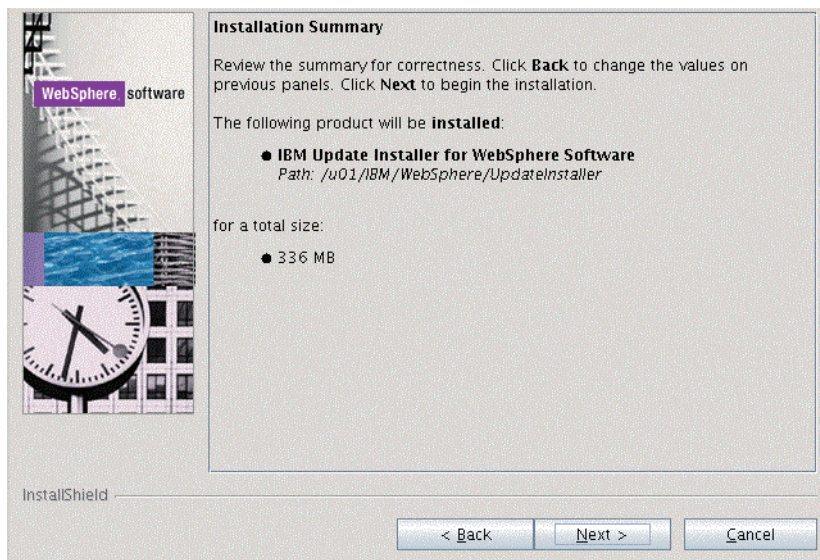 WebSphere. software
Installation Summary
Review the summary for correctness. Click Back to change the values on
previous panels. Click Next to begin the installation.
The following product will be installed:
● IBM Update Installer for WebSphere Software
Path: /u01/IBM/WebSphere/UpdateInstaller
for a total size:
● 336 MB
InstallShield
< Back
Next >
Cancel